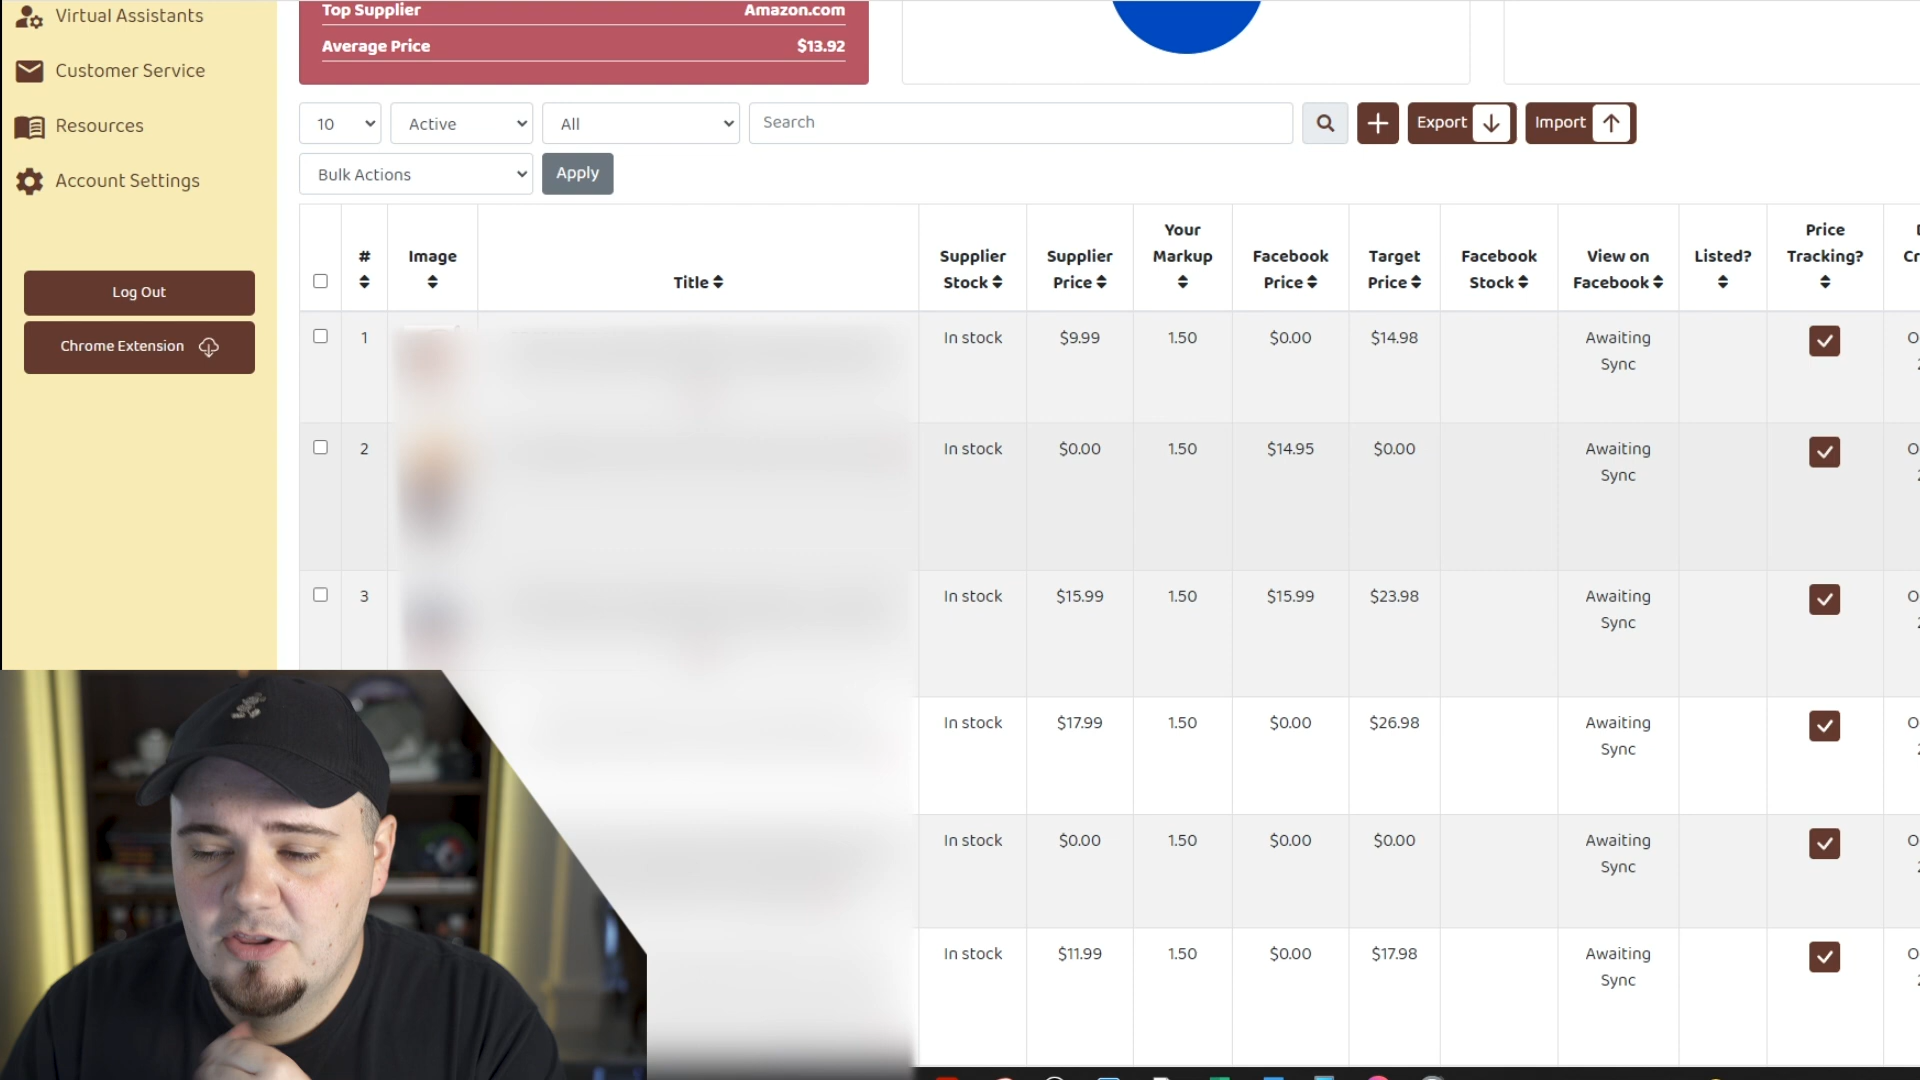 Virtual Assistants
Customer Service
Resources
Account Settings
Log Out
Chrome Extension
Top Supplier Amazon.com
Average Price $13.92
10 Active All Search Export Import
Bulk Actions Apply
# Image Title Supplier Stock Supplier Price Your Markup Facebook Price Target Price Facebook Stock View on Facebook Listed? Price Tracking?
1 In stock $9.99 1.50 $0.00 $14.98 Awaiting Sync
2 In stock $0.00 1.50 $14.95 $0.00 Awaiting Sync
3 In stock $15.99 1.50 $15.99 $23.98 Awaiting Sync
In stock $17.99 1.50 $0.00 $26.98 Awaiting Sync
In stock $0.00 1.50 $0.00 $0.00 Awaiting Sync
In stock $11.99 1.50 $0.00 $17.98 Awaiting Sync